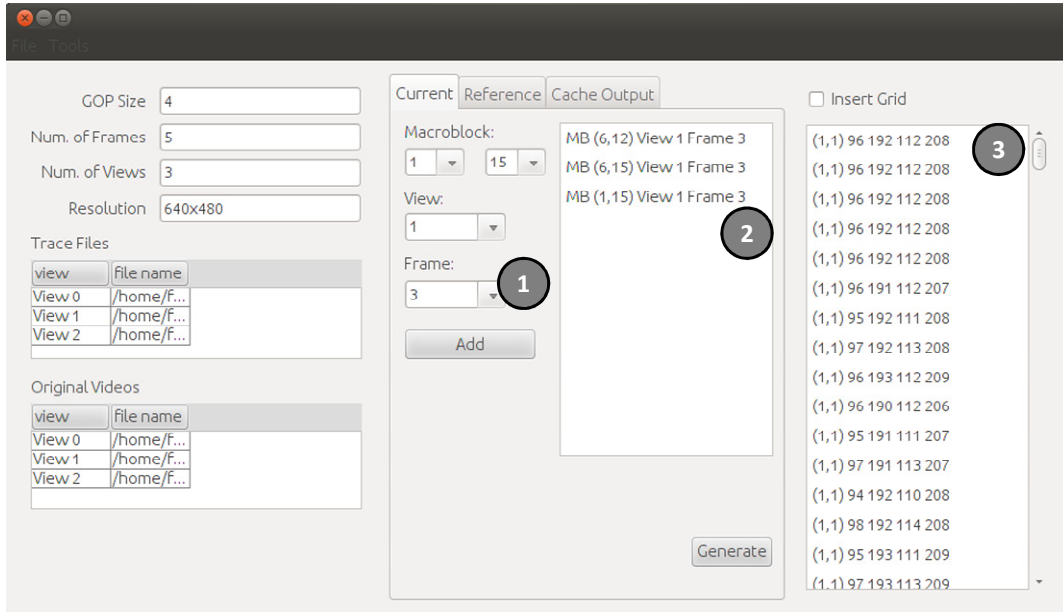 File Tools
GOP Size 4
Num. of Frames 5
Num. of Views 3
Resolution 640x480
Trace Files
view file name
View 0 /home/f...
View 1 /home/f...
View 2 /home/f...
Original Videos
view file name
View 0 /home/f...
View 1 /home/f...
View 2 /home/f...
Current Reference Cache Output
Macroblock:
1 15
View:
1
Frame:
3
1
Add
MB (6,12) View 1 Frame 3
MB (6,15) View 1 Frame 3
MB (1,15) View 1 Frame 3
2
Generate
Insert Grid
3
(1,1) 96 192 112 208
(1,1) 96 192 112 208
(1,1) 96 192 112 208
(1,1) 96 192 112 208
(1,1) 96 192 112 208
(1,1) 96 191 112 207
(1,1) 95 192 111 208
(1,1) 97 192 113 208
(1,1) 96 193 112 209
(1,1) 96 190 112 206
(1,1) 95 191 111 207
(1,1) 97 191 113 207
(1,1) 94 192 110 208
(1,1) 98 192 114 208
(1,1) 95 193 111 209
(1,1) 97 193 113 209